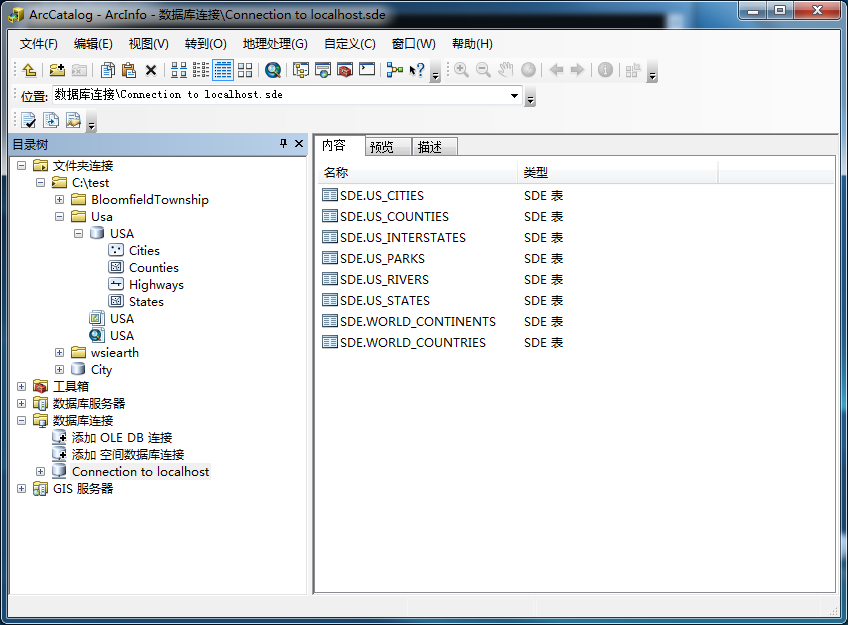 ArcCatalog - ArcInfo - 数据库连接\Connection to localhost.sde
文件(F) 编辑(E) 视图(V) 转到(O) 地理处理(G) 自定义(C) 窗口(W) 帮助(H)
位置: 数据库连接\Connection to localhost.sde
目录树
文件夹连接
C:\test
BloomfieldTownship
Usa
USA
Cities
Counties
Highways
States
USA
USA
wsiearth
City
工具箱
数据库服务器
数据库连接
添加 OLE DB 连接
添加 空间数据库连接
Connection to localhost
GIS 服务器
内容 预览 描述
名称 类型
SDE.US_CITIES SDE 表
SDE.US_COUNTIES SDE 表
SDE.US_INTERSTATES SDE 表
SDE.US_PARKS SDE 表
SDE.US_RIVERS SDE 表
SDE.US_STATES SDE 表
SDE.WORLD_CONTINENTS SDE 表
SDE.WORLD_COUNTRIES SDE 表